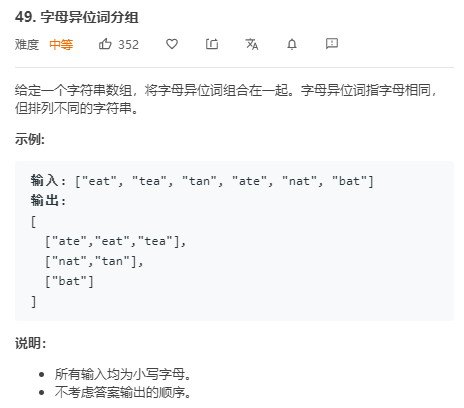 49. 字母异位词分组
难度 中等 352
给定一个字符串数组，将字母异位词组合在一起。字母异位词指字母相同，
但排列不同的字符串。
示例:
输入: ["eat", "tea", "tan", "ate", "nat", "bat"]
输出:
[
["ate","eat","tea"],
["nat","tan"],
["bat"]
]
说明：
所有输入均为小写字母。
不考虑答案输出的顺序。